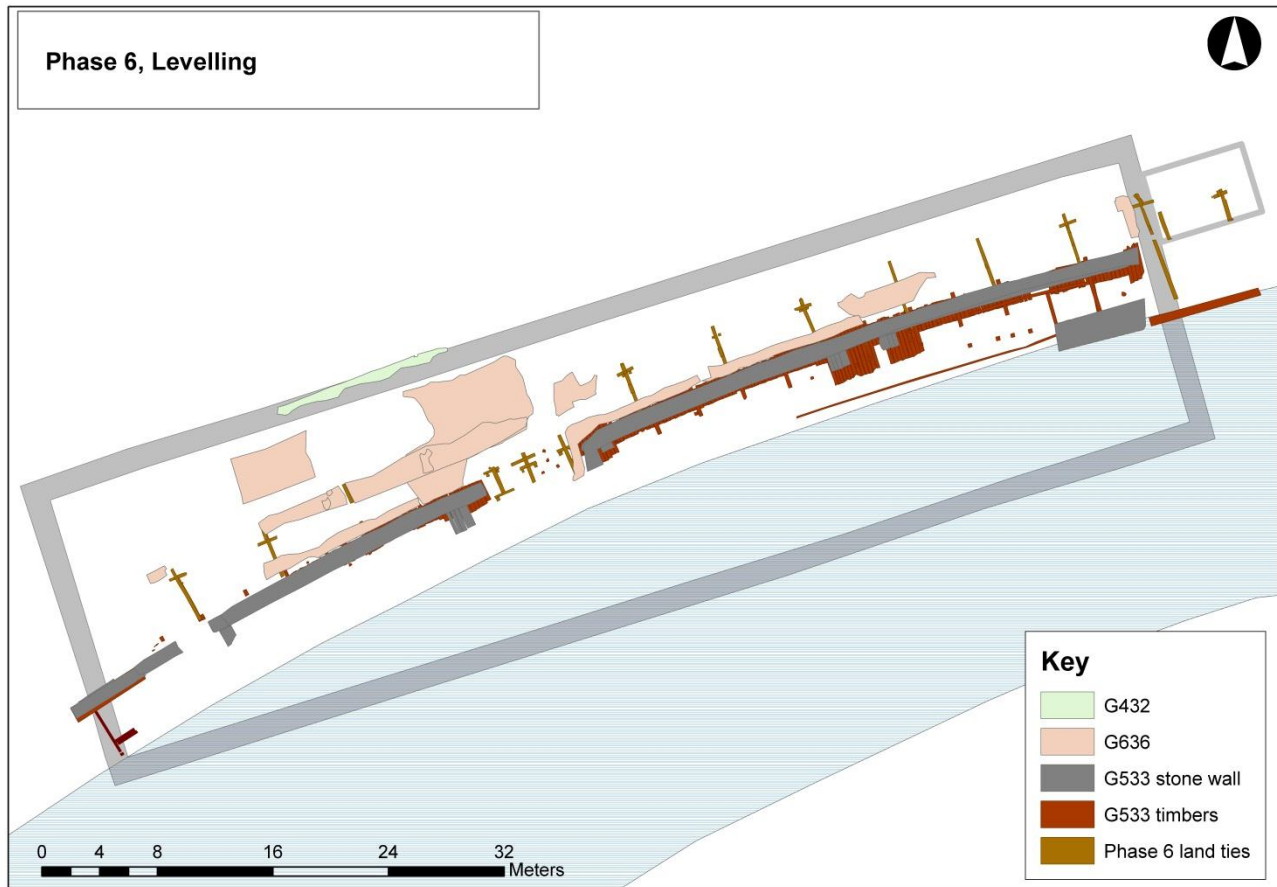 Phase 6, Levelling
Key
G432
G636
G533 stone wall
G533 timbers
Phase 6 land ties
0 4 8 16 24 32
Meters